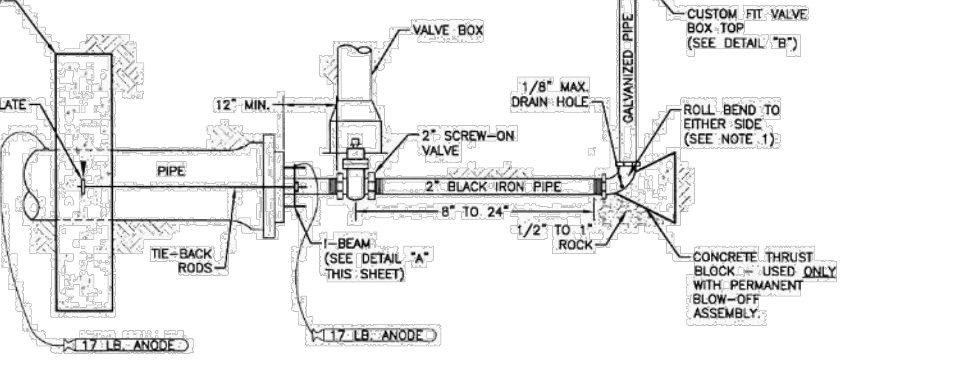 CUSTOM FIT VALVE
BOX TOP
(SEE DETAIL "B")
VALVE BOX
GALVANIZED PIPE
1/8" MAX.
DRAIN HOLE
LATE
12" MIN.
ROLL BEND TO
EITHER SIDE
(SEE NOTE 1)
2" SCREW-ON
VALVE
PIPE
2" BLACK IRON PIPE
8" TO 24"
1/2" TO 1"
ROCK
TIE-BACK
RODS
I-BEAM
(SEE DETAIL "A"
THIS SHEET)
CONCRETE THRUST
BLOCK - USED ONLY
WITH PERMANENT
BLOW-OFF
ASSEMBLY.
17 LB. ANODE
17 LB. ANODE